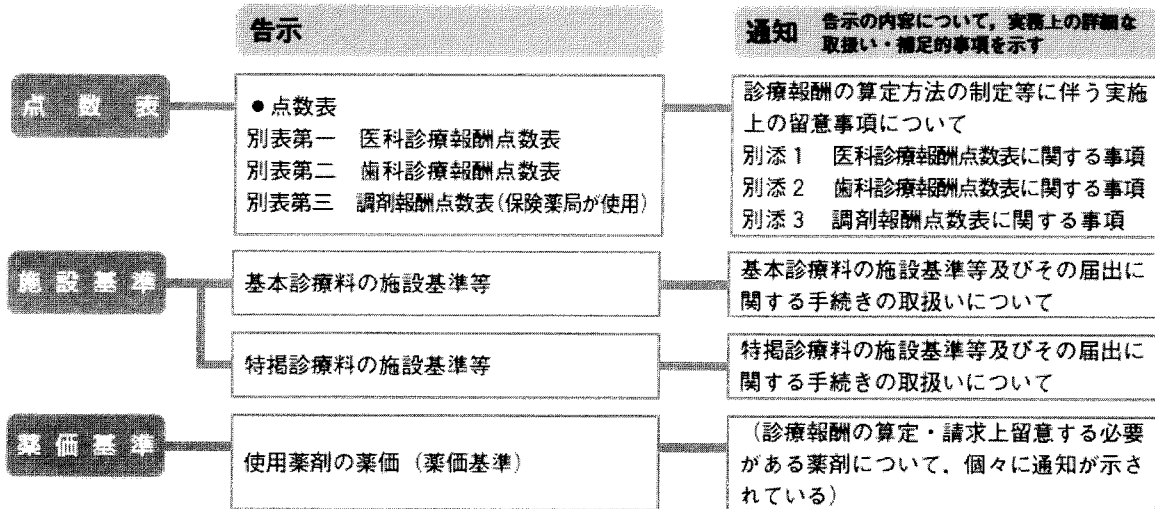 告示
通知 告示の内容について，実務上の詳細な
取扱い・補足的事項を示す
点数表
●点数表
別表第一 医科診療報酬点数表
別表第二 歯科診療報酬点数表
別表第三 調剤報酬点数表(保険薬局が使用)
診療報酬の算定方法の制定等に伴う実施
上の留意事項について
別添1 医科診療報酬点数表に関する事項
別添2 歯科診療報酬点数表に関する事項
別添3 調剤報酬点数表に関する事項
施設基準
基本診療料の施設基準等
基本診療料の施設基準等及びその届出に
関する手続きの取扱いについて
特掲診療料の施設基準等
特掲診療料の施設基準等及びその届出に
関する手続きの取扱いについて
薬価基準
使用薬剤の薬価（薬価基準）
（診療報酬の算定・請求上留意する必要
がある薬剤について，個々に通知が示さ
れている）